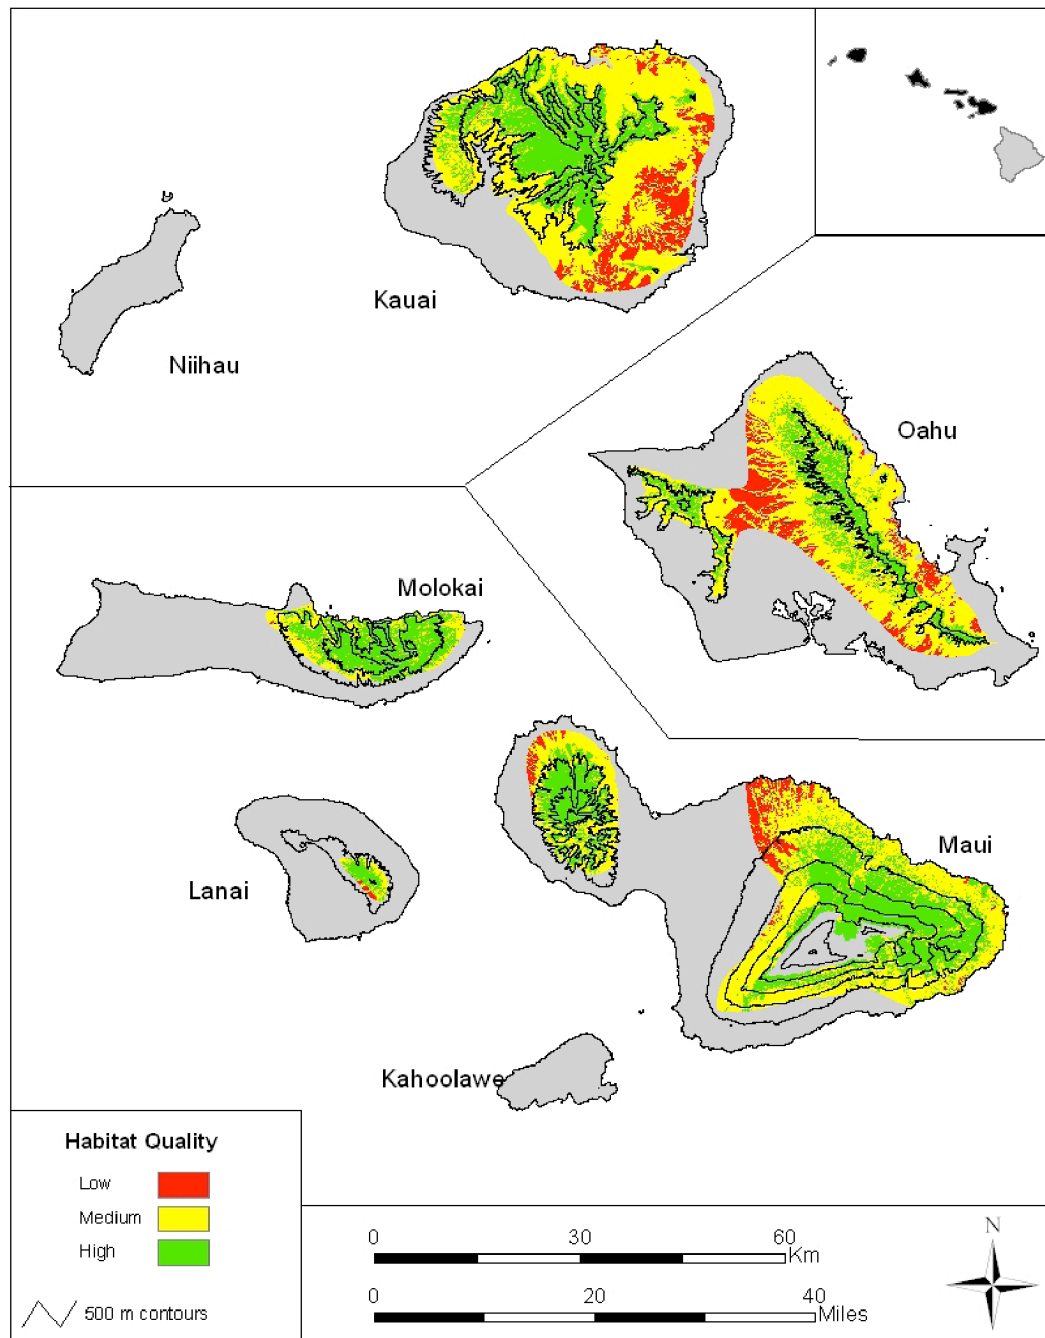 Kauai
Niihau
Oahu
Molokai
Maui
Lanai
Kahoolawe
Habitat Quality
Low
Medium
High
500 m contours
0 30 60
Km
0 20 40
Miles
N